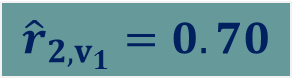 r̂₂,ᵥ₁ = 0.70